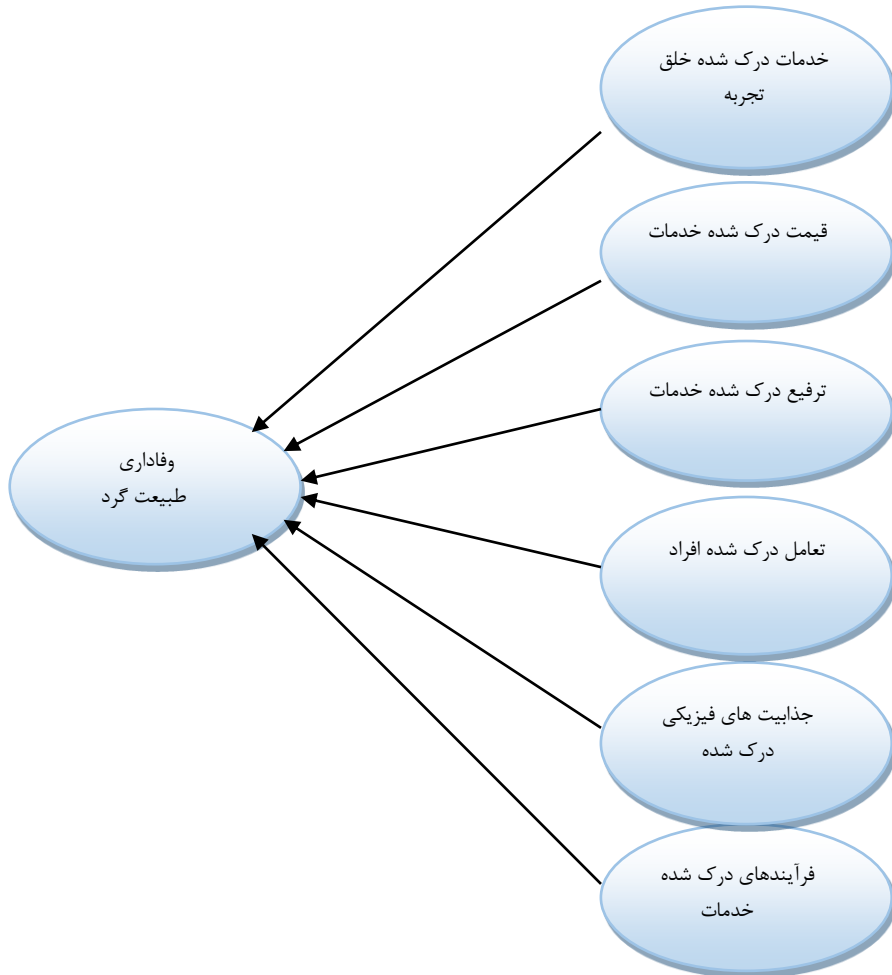 خدمات درک شده خلق
تجربه
قیمت درک شده خدمات
ترفیع درک شده خدمات
تعامل درک شده افراد
جذابیت های فیزیکی
درک شده
فرآیندهای درک شده
خدمات
وفاداری
طبیعت گرد